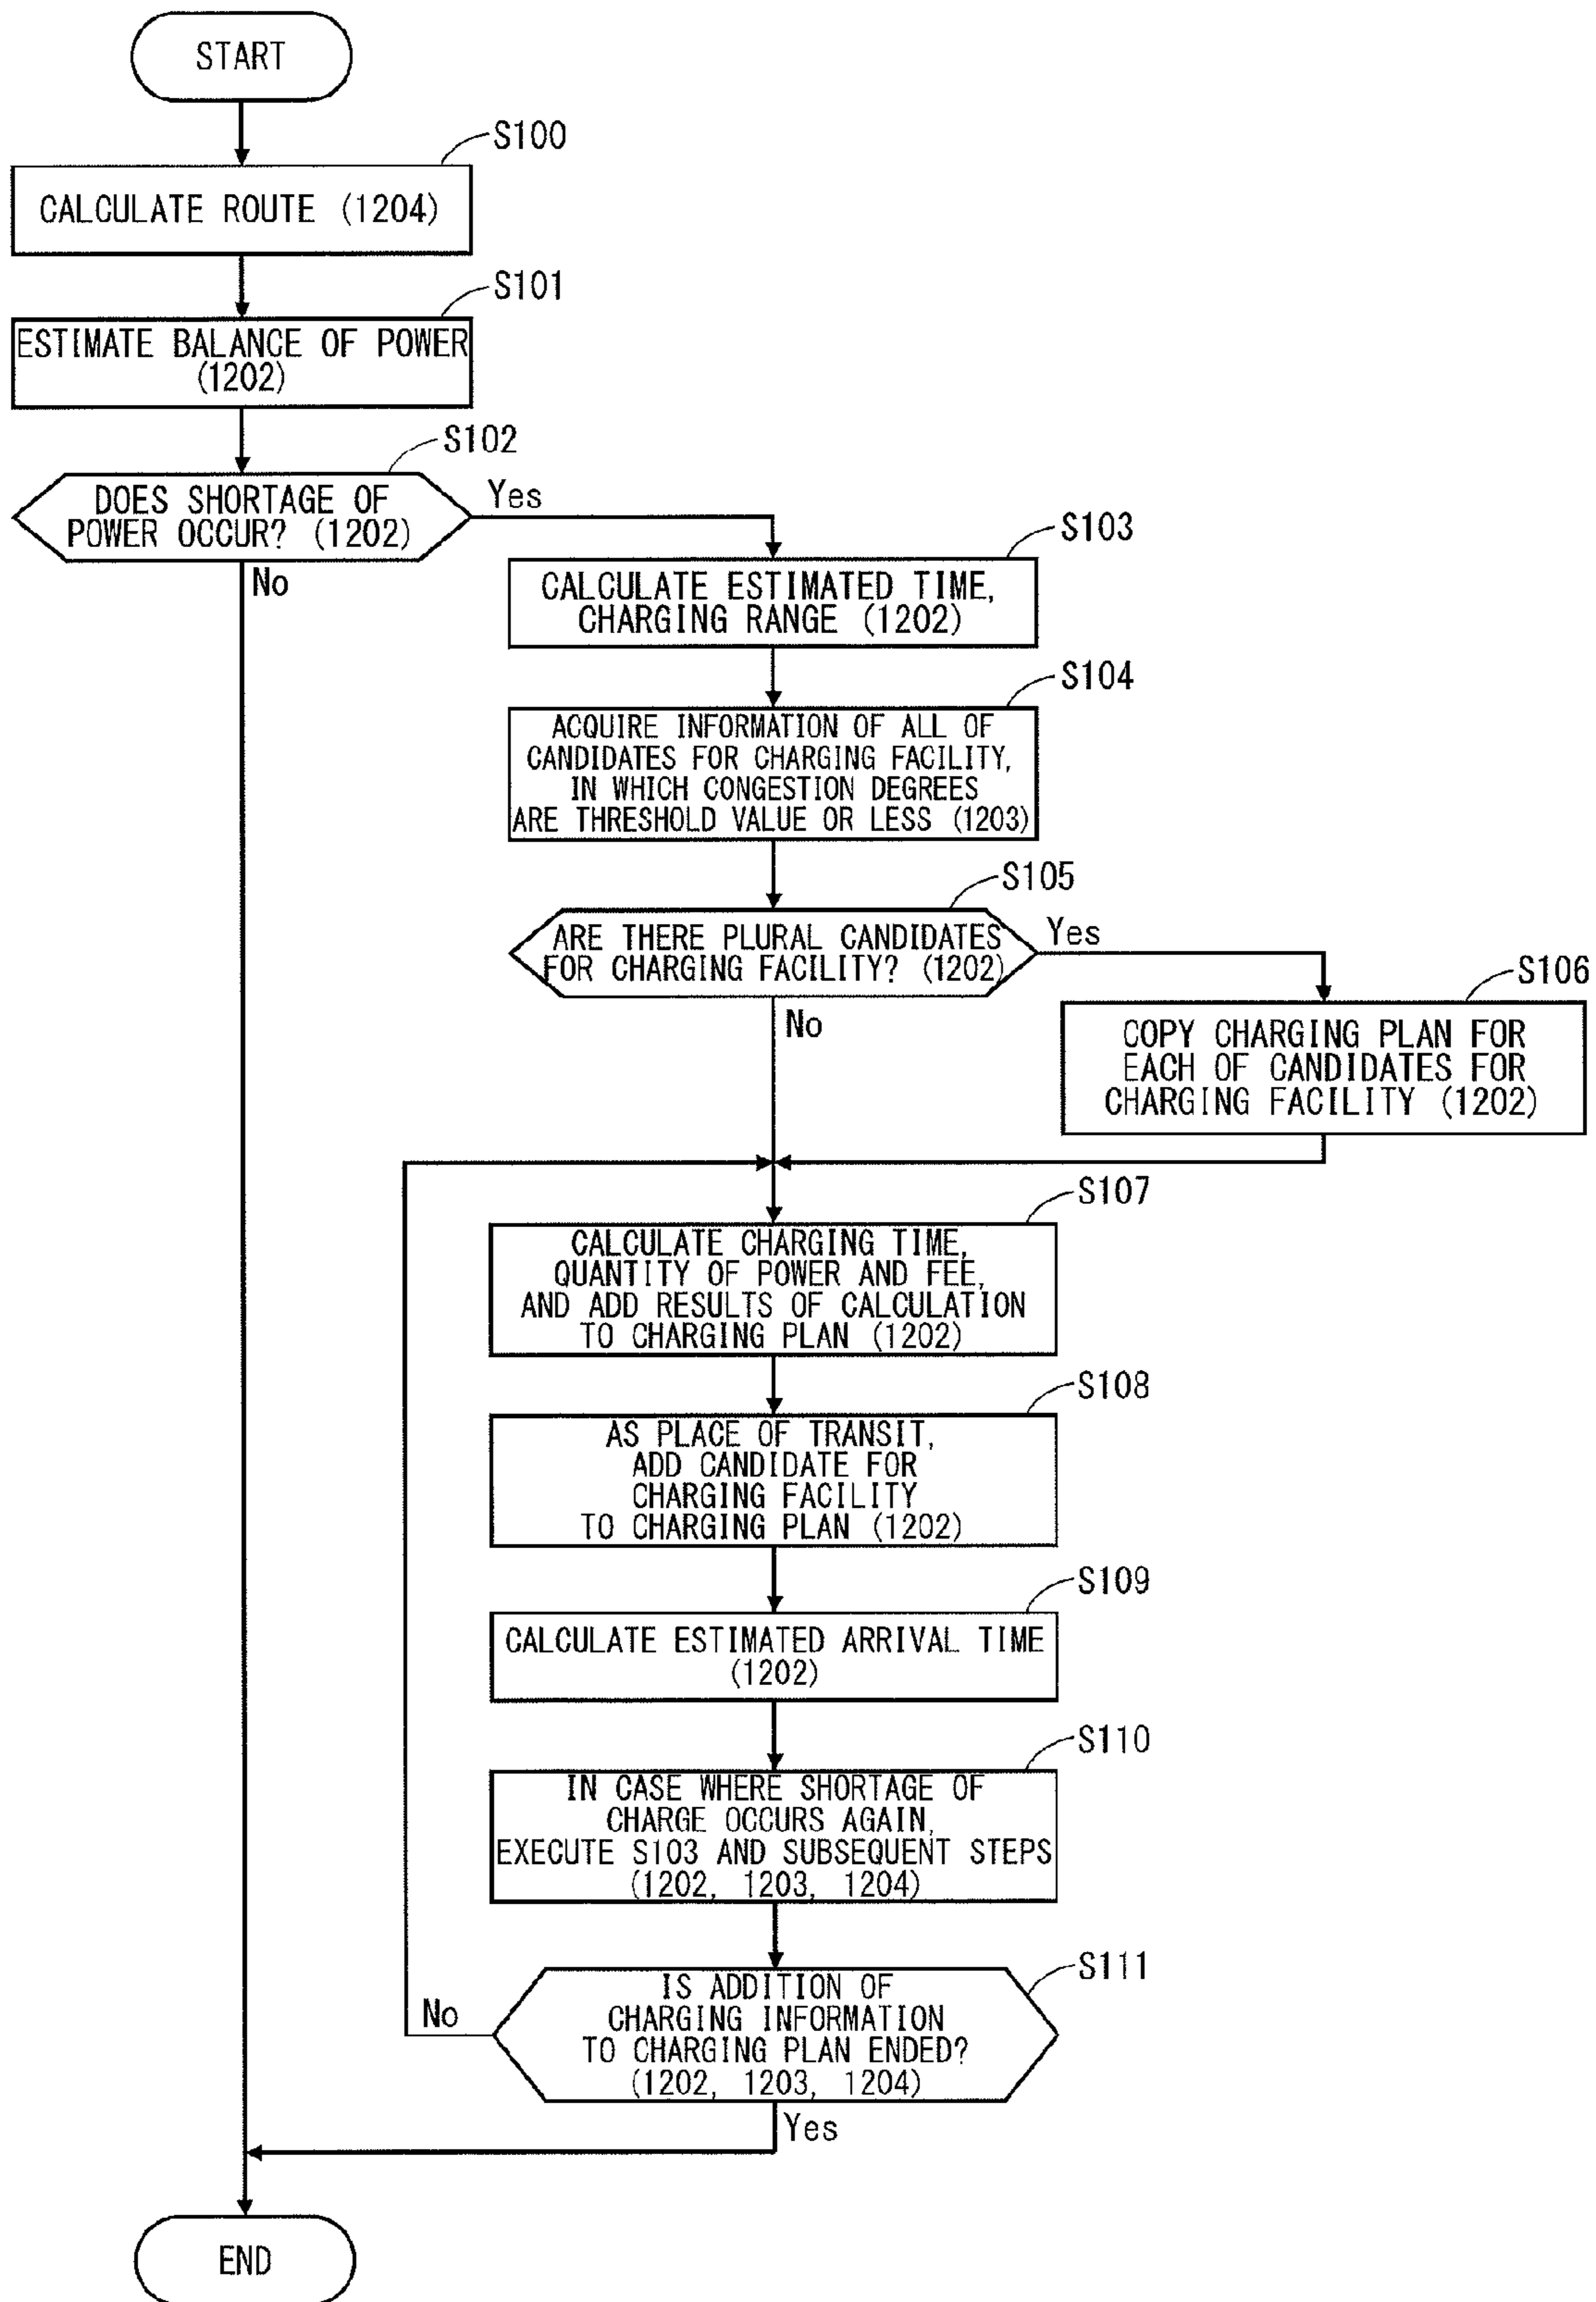 START
S100
CALCULATE ROUTE (1204)
S101
ESTIMATE BALANCE OF POWER
(1202)
S102
DOES SHORTAGE OF
POWER OCCUR? (1202)
Yes
No
S103
CALCULATE ESTIMATED TIME,
CHARGING RANGE (1202)
S104
ACQUIRE INFORMATION OF ALL OF
CANDIDATES FOR CHARGING FACILITY,
IN WHICH CONGESTION DEGREES
ARE THRESHOLD VALUE OR LESS (1203)
S105
ARE THERE PLURAL CANDIDATES
FOR CHARGING FACILITY? (1202)
Yes
No
S106
COPY CHARGING PLAN FOR
EACH OF CANDIDATES FOR
CHARGING FACILITY (1202)
S107
CALCULATE CHARGING TIME,
QUANTITY OF POWER AND FEE,
AND ADD RESULTS OF CALCULATION
TO CHARGING PLAN (1202)
S108
AS PLACE OF TRANSIT,
ADD CANDIDATE FOR
CHARGING FACILITY
TO CHARGING PLAN (1202)
S109
CALCULATE ESTIMATED ARRIVAL TIME
(1202)
S110
IN CASE WHERE SHORTAGE OF
CHARGE OCCURS AGAIN,
EXECUTE S103 AND SUBSEQUENT STEPS
(1202, 1203, 1204)
S111
IS ADDITION OF
CHARGING INFORMATION
TO CHARGING PLAN ENDED?
(1202, 1203, 1204)
No
Yes
END